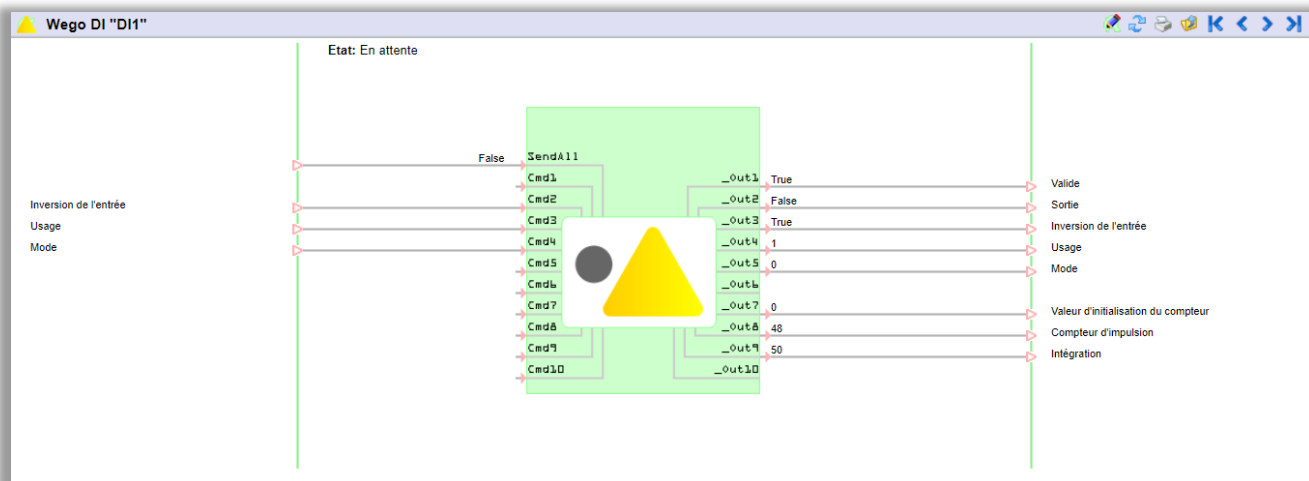 Wego DI "DI1"
Etat: En attente
False SendAll
Cmd1 _Out1 True Valide
Inversion de l'entrée Cmd2 _Out2 False Sortie
Usage Cmd3 _Out3 True Inversion de l'entrée
Mode Cmd4 _Out4 1 Usage
Cmd5 _Out5 0 Mode
Cmd6 _Out6
Cmd7 _Out7 0 Valeur d'initialisation du compteur
Cmd8 _Out8 48 Compteur d'impulsion
Cmd9 _Out9 50 Intégration
Cmd10 _Out10